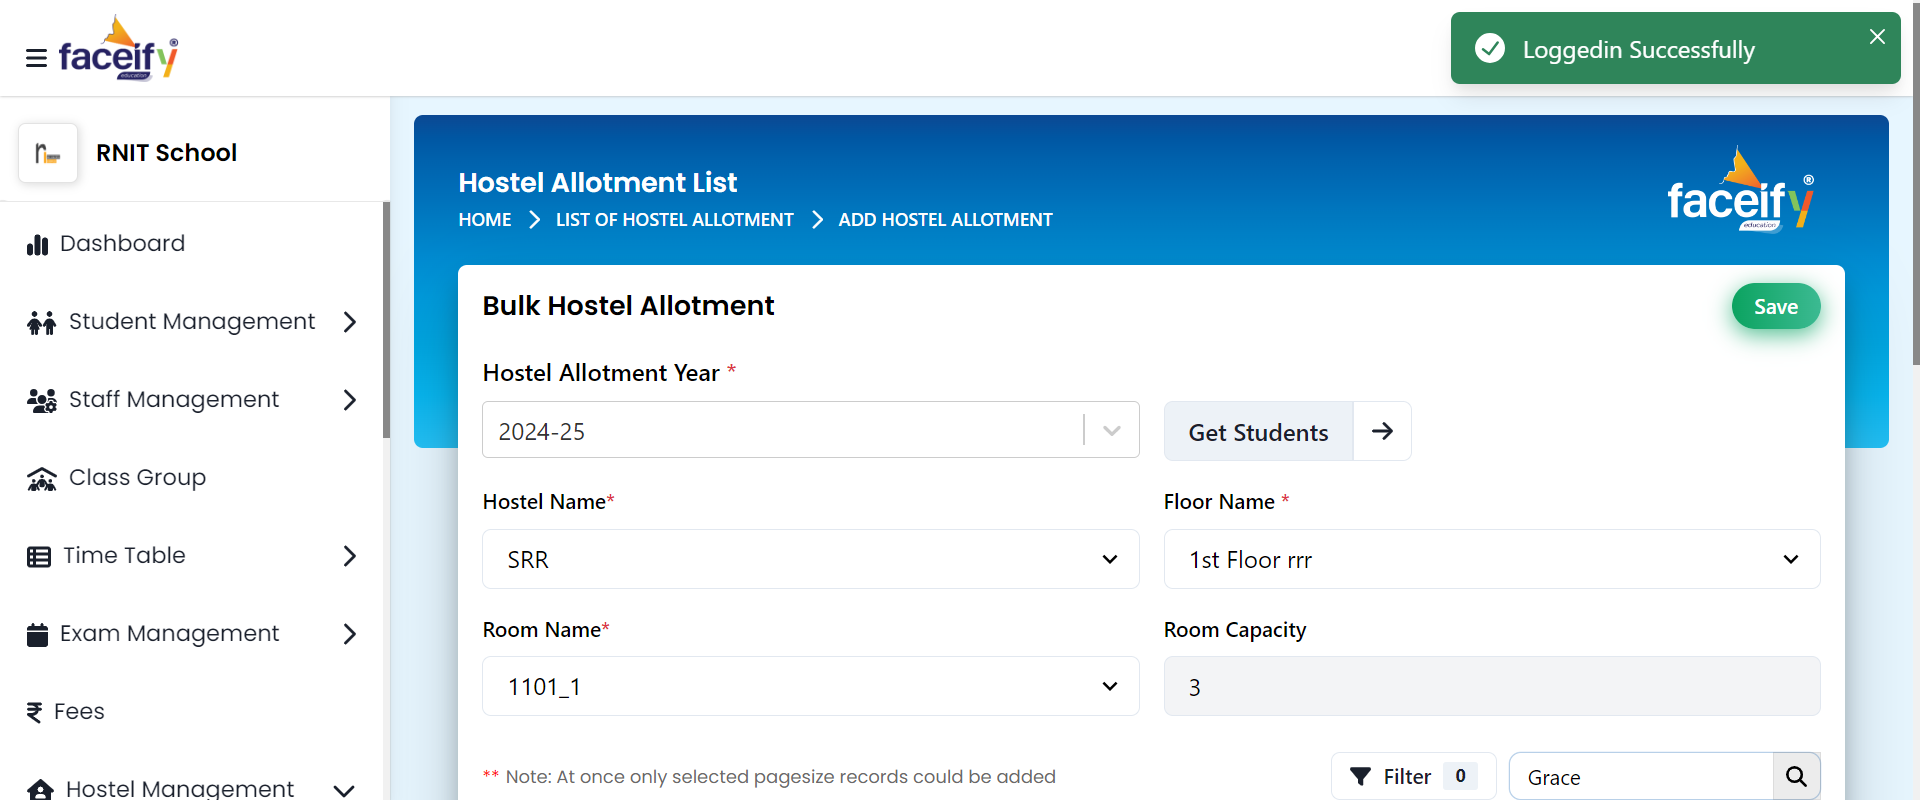 faceify®
education
Loggedin Successfully
RNIT School
Dashboard
Student Management
Staff Management
Class Group
Time Table
Exam Management
₹ Fees
Hostel Management
Hostel Allotment List
HOME > LIST OF HOSTEL ALLOTMENT > ADD HOSTEL ALLOTMENT
faceify®
education
Bulk Hostel Allotment
Save
Hostel Allotment Year *
2024-25
Get Students →
Hostel Name*
Floor Name *
SRR
1st Floor rrr
Room Name*
Room Capacity
1101_1
3
** Note: At once only selected pagesize records could be added
Filter 0
Grace